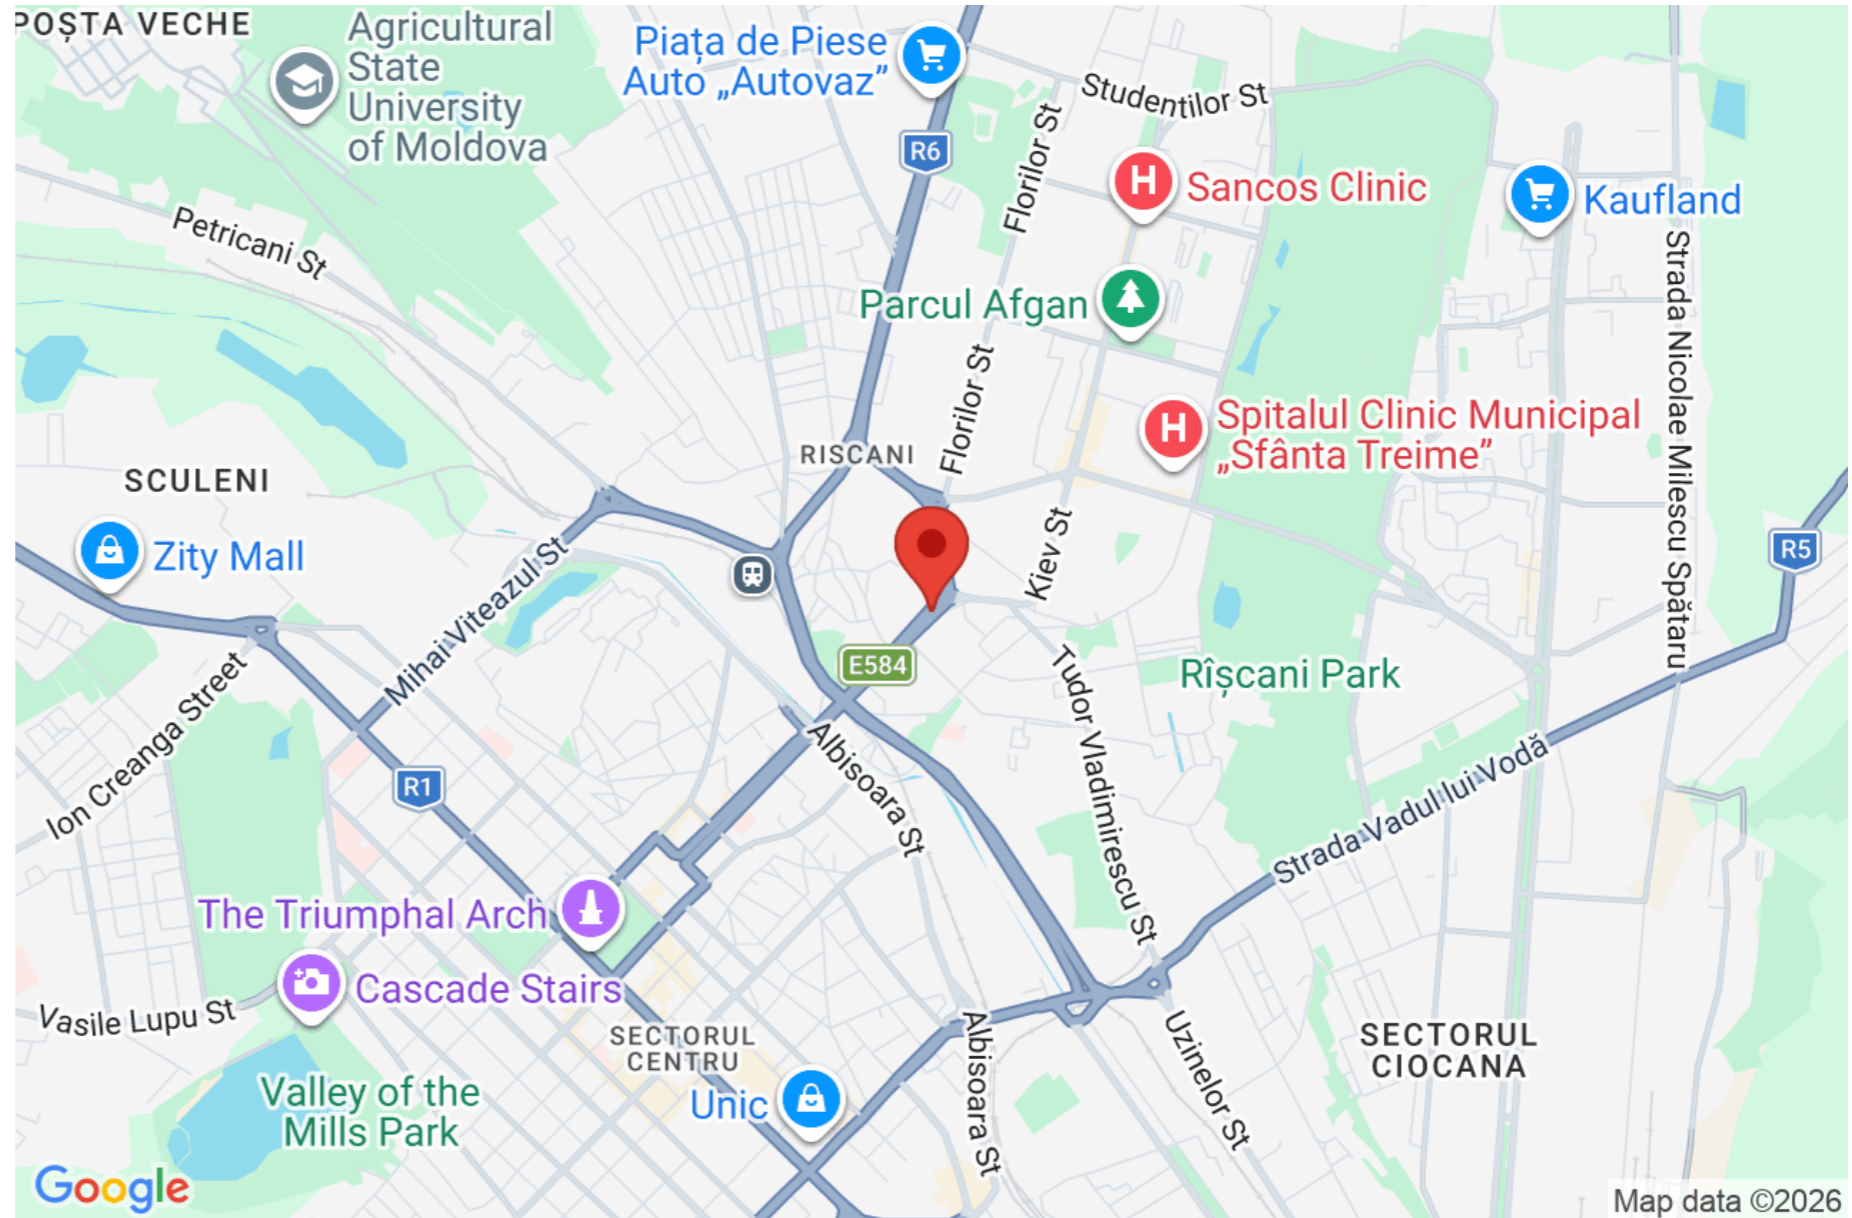 POȘTA VECHE
Agricultural
State
University
of Moldova
Piața de Piese
Auto „Autovaz”
R6
Studentilor St
Florilor St
Sancos Clinic
Kaufland
Petricani St
Parcul Afgan
Strada Nicolae Milescu Spătaru
Florilor St
Spitalul Clinic Municipal
„Sfânta Treime”
RISCANI
SCULENI
Zity Mall
Mihai Viteazul St
Kiev St
R5
E584
Rîșcani Park
Ion Creanga Street
Tudor Vladimirescu St
R1
Albisoara St
Strada Vadul lui Vodă
The Triumphal Arch
Cascade Stairs
Vasile Lupu St
SECTORUL
CENTRU
Albisoara St
Uzinelor St
SECTORUL
CIOCANA
Valley of the
Mills Park
Unic
Google
Map data ©2026